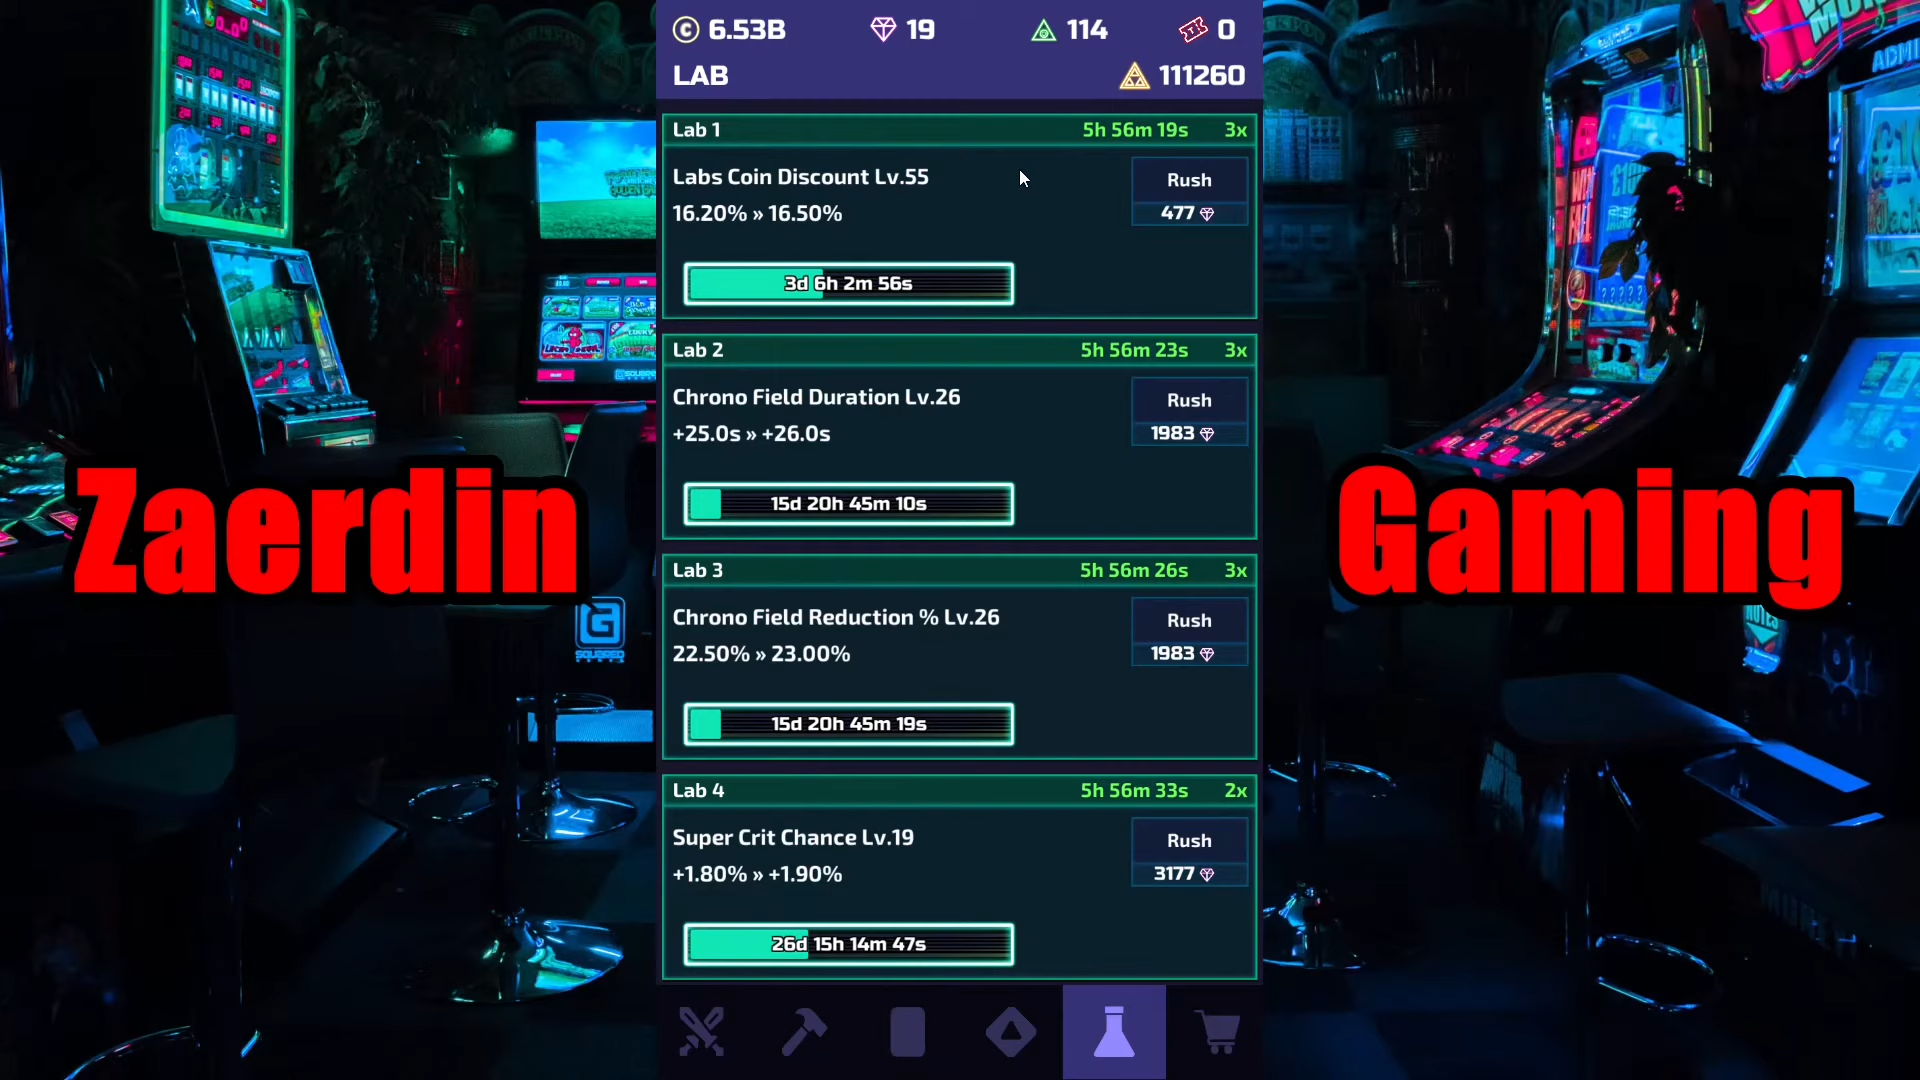 6.53B 19 114 0
LAB 111260
Lab 1 5h 56m 19s 3x
Labs Coin Discount Lv.55
16.20% » 16.50%
Rush
477
3d 6h 2m 56s
Lab 2 5h 56m 23s 3x
Chrono Field Duration Lv.26
+25.0s » +26.0s
Rush
1983
15d 20h 45m 10s
Lab 3 5h 56m 26s 3x
Chrono Field Reduction % Lv.26
22.50% » 23.00%
Rush
1983
15d 20h 45m 19s
Lab 4 5h 56m 33s 2x
Super Crit Chance Lv.19
+1.80% » +1.90%
Rush
3177
26d 15h 14m 47s
Zaerdin
Gaming